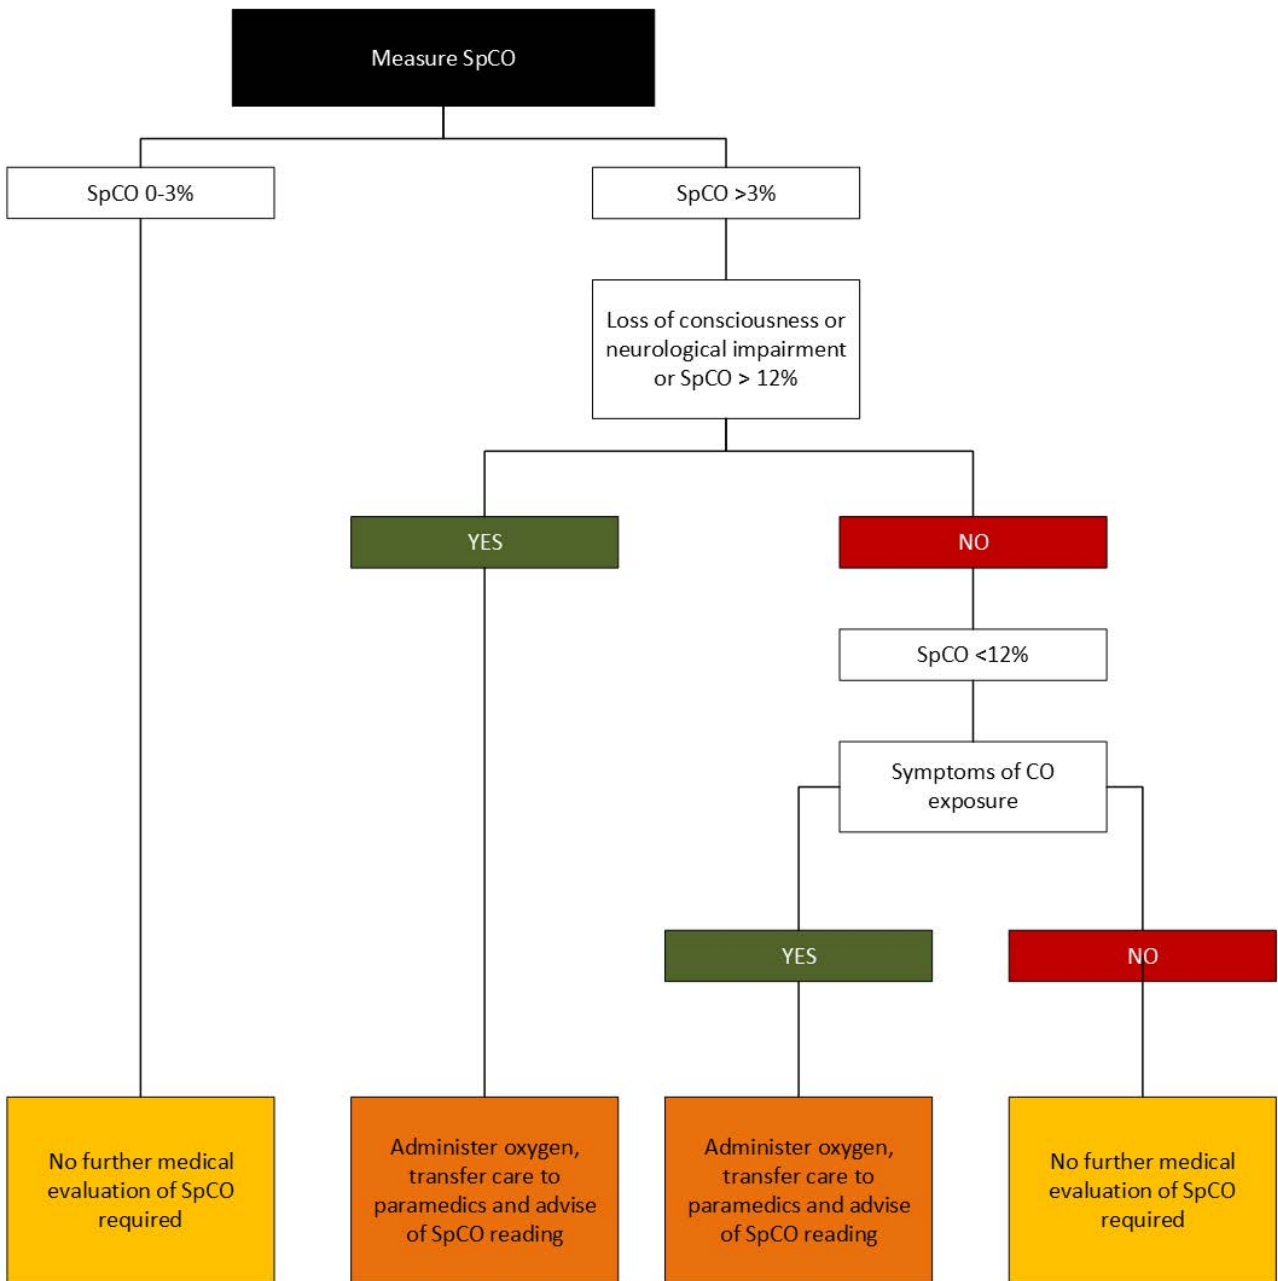 Measure SpCO
SpCO 0-3%
SpCO >3%
Loss of consciousness or
neurological impairment
or SpCO > 12%
YES
NO
SpCO <12%
Symptoms of CO
exposure
YES
NO
No further medical
evaluation of SpCO
required
Administer oxygen,
transfer care to
paramedics and advise
of SpCO reading
Administer oxygen,
transfer care to
paramedics and advise
of SpCO reading
No further medical
evaluation of SpCO
required